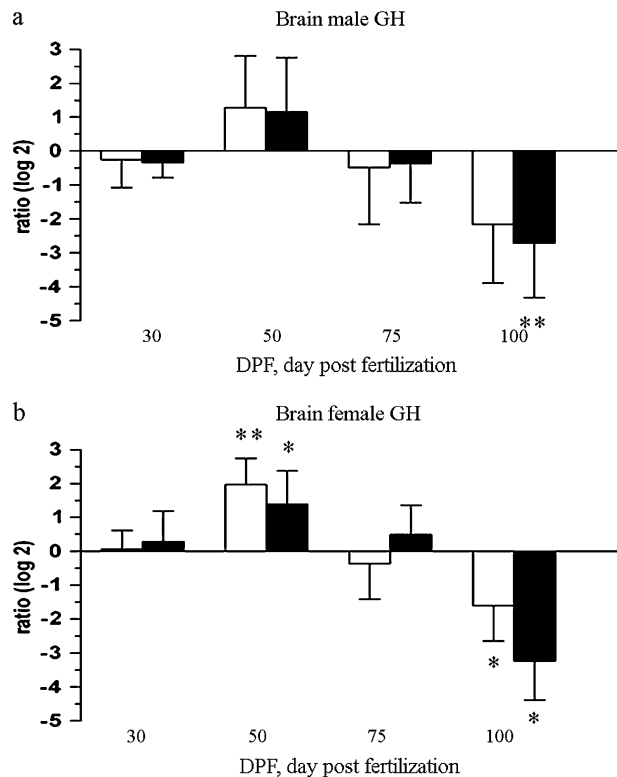 a
Brain male GH
3
2
1
0
-1
-2
-3
-4
-5
ratio (log 2)
**
30 50 75 100
DPF, day post fertilization
b
Brain female GH
** *
3
2
1
0
-1
-2
-3
-4
-5
ratio (log 2)
*
*
30 50 75 100
DPF, day post fertilization